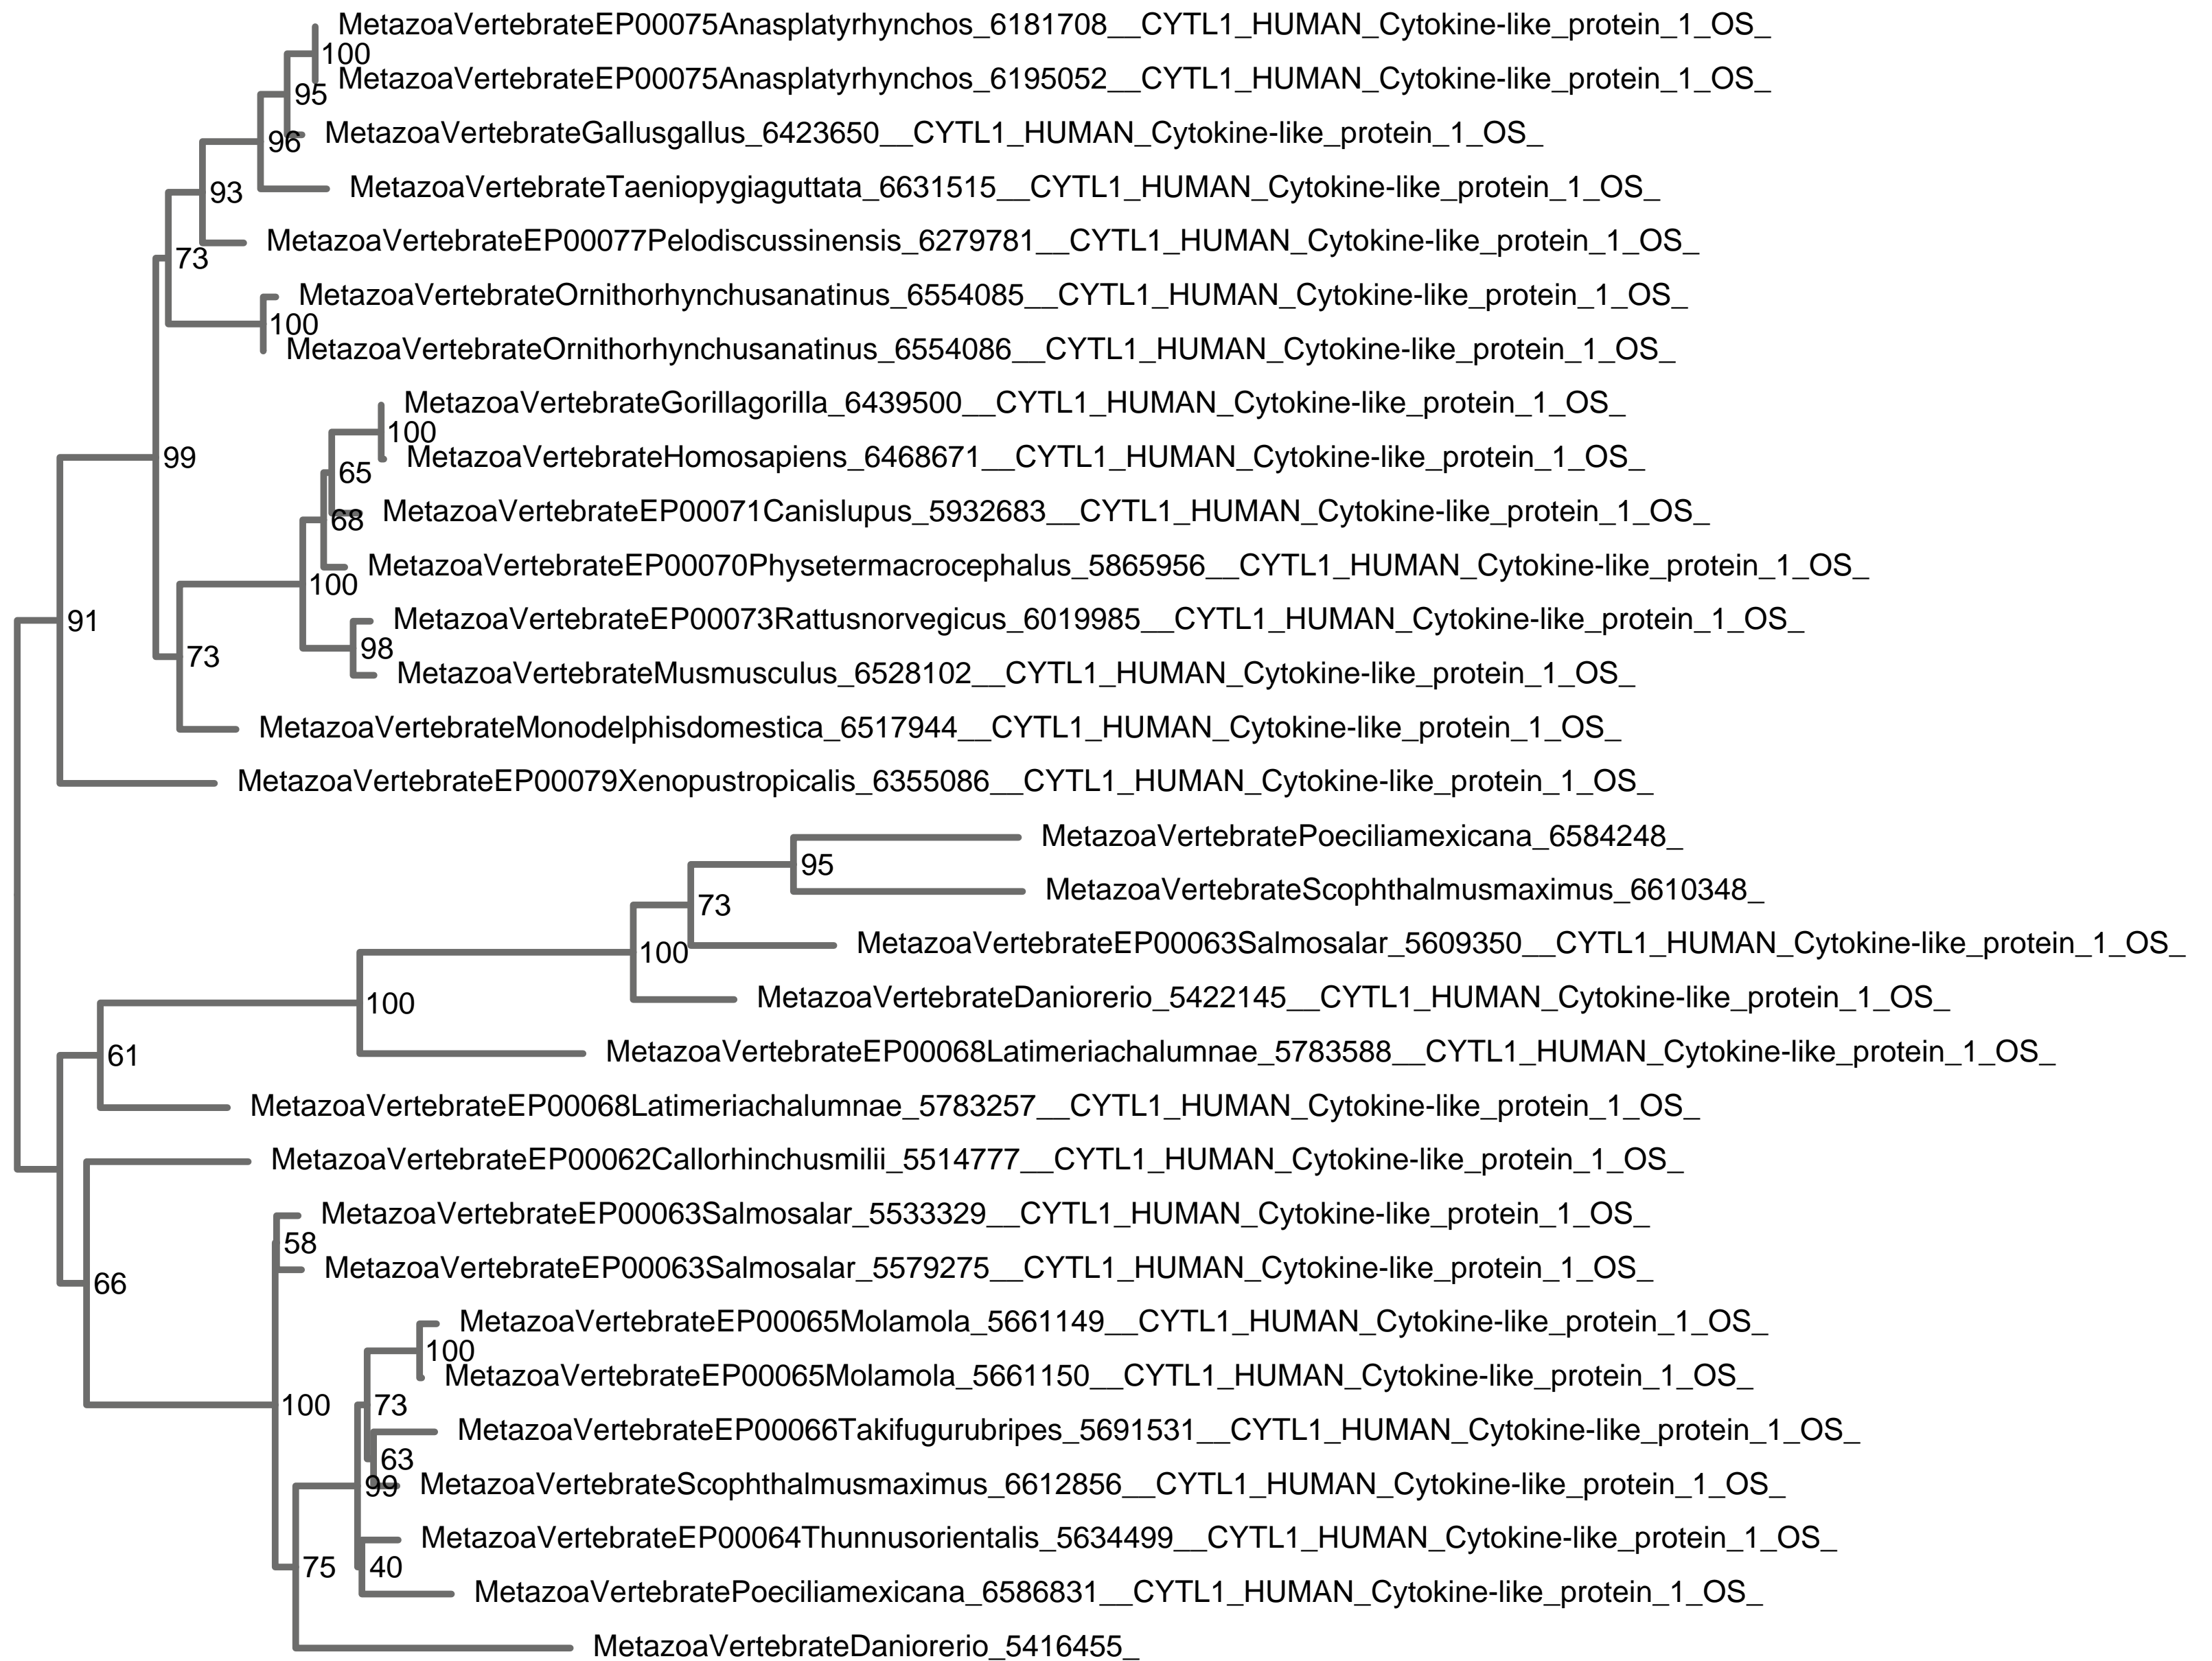 MetazoaVertebrateEP00075Anasplatyrhynchos_6181708__CYTL1_HUMAN_Cytokine-like_protein_1_OS_
100
MetazoaVertebrateEP00075Anasplatyrhynchos_6195052__CYTL1_HUMAN_Cytokine-like_protein_1_OS_
95
MetazoaVertebrateGallusgallus_6423650__CYTL1_HUMAN_Cytokine-like_protein_1_OS_
96
MetazoaVertebrateTaeniopygiaguttata_6631515__CYTL1_HUMAN_Cytokine-like_protein_1_OS_
93
MetazoaVertebrateEP00077Pelodiscussinensis_6279781__CYTL1_HUMAN_Cytokine-like_protein_1_OS_
73
MetazoaVertebrateOrnithorhynchusanatinus_6554085__CYTL1_HUMAN_Cytokine-like_protein_1_OS_
100
MetazoaVertebrateOrnithorhynchusanatinus_6554086__CYTL1_HUMAN_Cytokine-like_protein_1_OS_
MetazoaVertebrateGorillagorilla_6439500__CYTL1_HUMAN_Cytokine-like_protein_1_OS_
100
MetazoaVertebrateHomosapiens_6468671__CYTL1_HUMAN_Cytokine-like_protein_1_OS_
99
65
MetazoaVertebrateEP00071Canislupus_5932683__CYTL1_HUMAN_Cytokine-like_protein_1_OS_
68
MetazoaVertebrateEP00070Physetermacrocephalus_5865956__CYTL1_HUMAN_Cytokine-like_protein_1_OS_
100
MetazoaVertebrateEP00073Rattusnorvegicus_6019985__CYTL1_HUMAN_Cytokine-like_protein_1_OS_
91
98
73
MetazoaVertebrateMusmusculus_6528102__CYTL1_HUMAN_Cytokine-like_protein_1_OS_
MetazoaVertebrateMonodelphisdomestica_6517944__CYTL1_HUMAN_Cytokine-like_protein_1_OS_
MetazoaVertebrateEP00079Xenopustropicalis_6355086__CYTL1_HUMAN_Cytokine-like_protein_1_OS_
MetazoaVertebratePoeciliamexicana_6584248_
95
MetazoaVertebrateScophthalmusmaximus_6610348_
73
MetazoaVertebrateEP00063Salmosalar_5609350__CYTL1_HUMAN_Cytokine-like_protein_1_OS_
100
MetazoaVertebrateDaniorerio_5422145__CYTL1_HUMAN_Cytokine-like_protein_1_OS_
100
MetazoaVertebrateEP00068Latimeriachalumnae_5783588__CYTL1_HUMAN_Cytokine-like_protein_1_OS_
61
MetazoaVertebrateEP00068Latimeriachalumnae_5783257__CYTL1_HUMAN_Cytokine-like_protein_1_OS_
MetazoaVertebrateEP00062Callorhinchusmilii_5514777__CYTL1_HUMAN_Cytokine-like_protein_1_OS_
MetazoaVertebrateEP00063Salmosalar_5533329__CYTL1_HUMAN_Cytokine-like_protein_1_OS_
58
MetazoaVertebrateEP00063Salmosalar_5579275__CYTL1_HUMAN_Cytokine-like_protein_1_OS_
66
MetazoaVertebrateEP00065Molamola_5661149__CYTL1_HUMAN_Cytokine-like_protein_1_OS_
100
MetazoaVertebrateEP00065Molamola_5661150__CYTL1_HUMAN_Cytokine-like_protein_1_OS_
100
73
MetazoaVertebrateEP00066Takifugurubripes_5691531__CYTL1_HUMAN_Cytokine-like_protein_1_OS_
63
MetazoaVertebrateScophthalmusmaximus_6612856__CYTL1_HUMAN_Cytokine-like_protein_1_OS_
99
MetazoaVertebrateEP00064Thunnusorientalis_5634499__CYTL1_HUMAN_Cytokine-like_protein_1_OS_
75
40
MetazoaVertebratePoeciliamexicana_6586831__CYTL1_HUMAN_Cytokine-like_protein_1_OS_
MetazoaVertebrateDaniorerio_5416455_